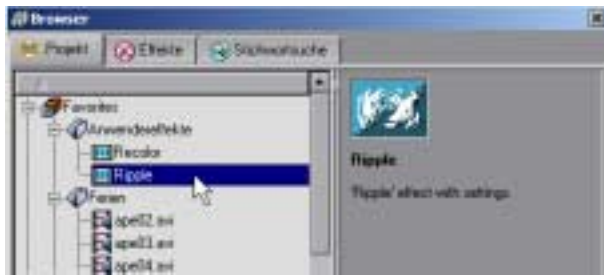 Browser
Projekt Effekte Stichwortsuche
Favorites
Anwendereffekte
Recolor
Ripple
Ferien
ape02.avi
ape03.avi
ape04.avi
Ripple
'Ripple' effect with settings